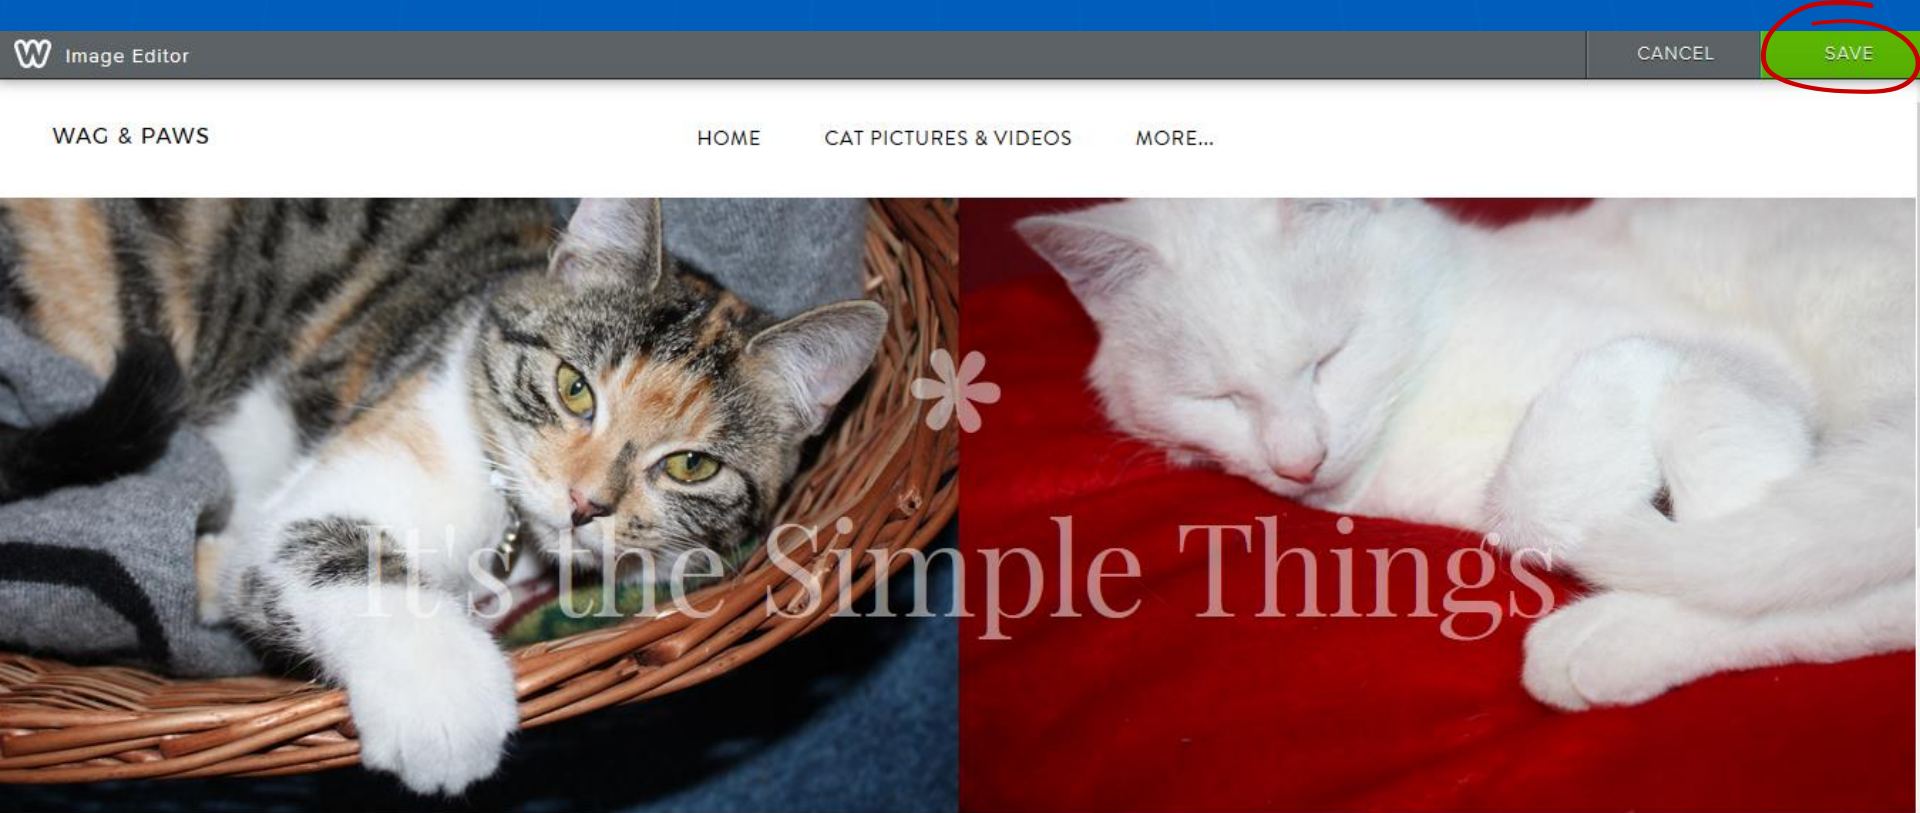 Image Editor
CANCEL
SAVE
WAG & PAWS
HOME
CAT PICTURES & VIDEOS
MORE...
*
It's the Simple Things